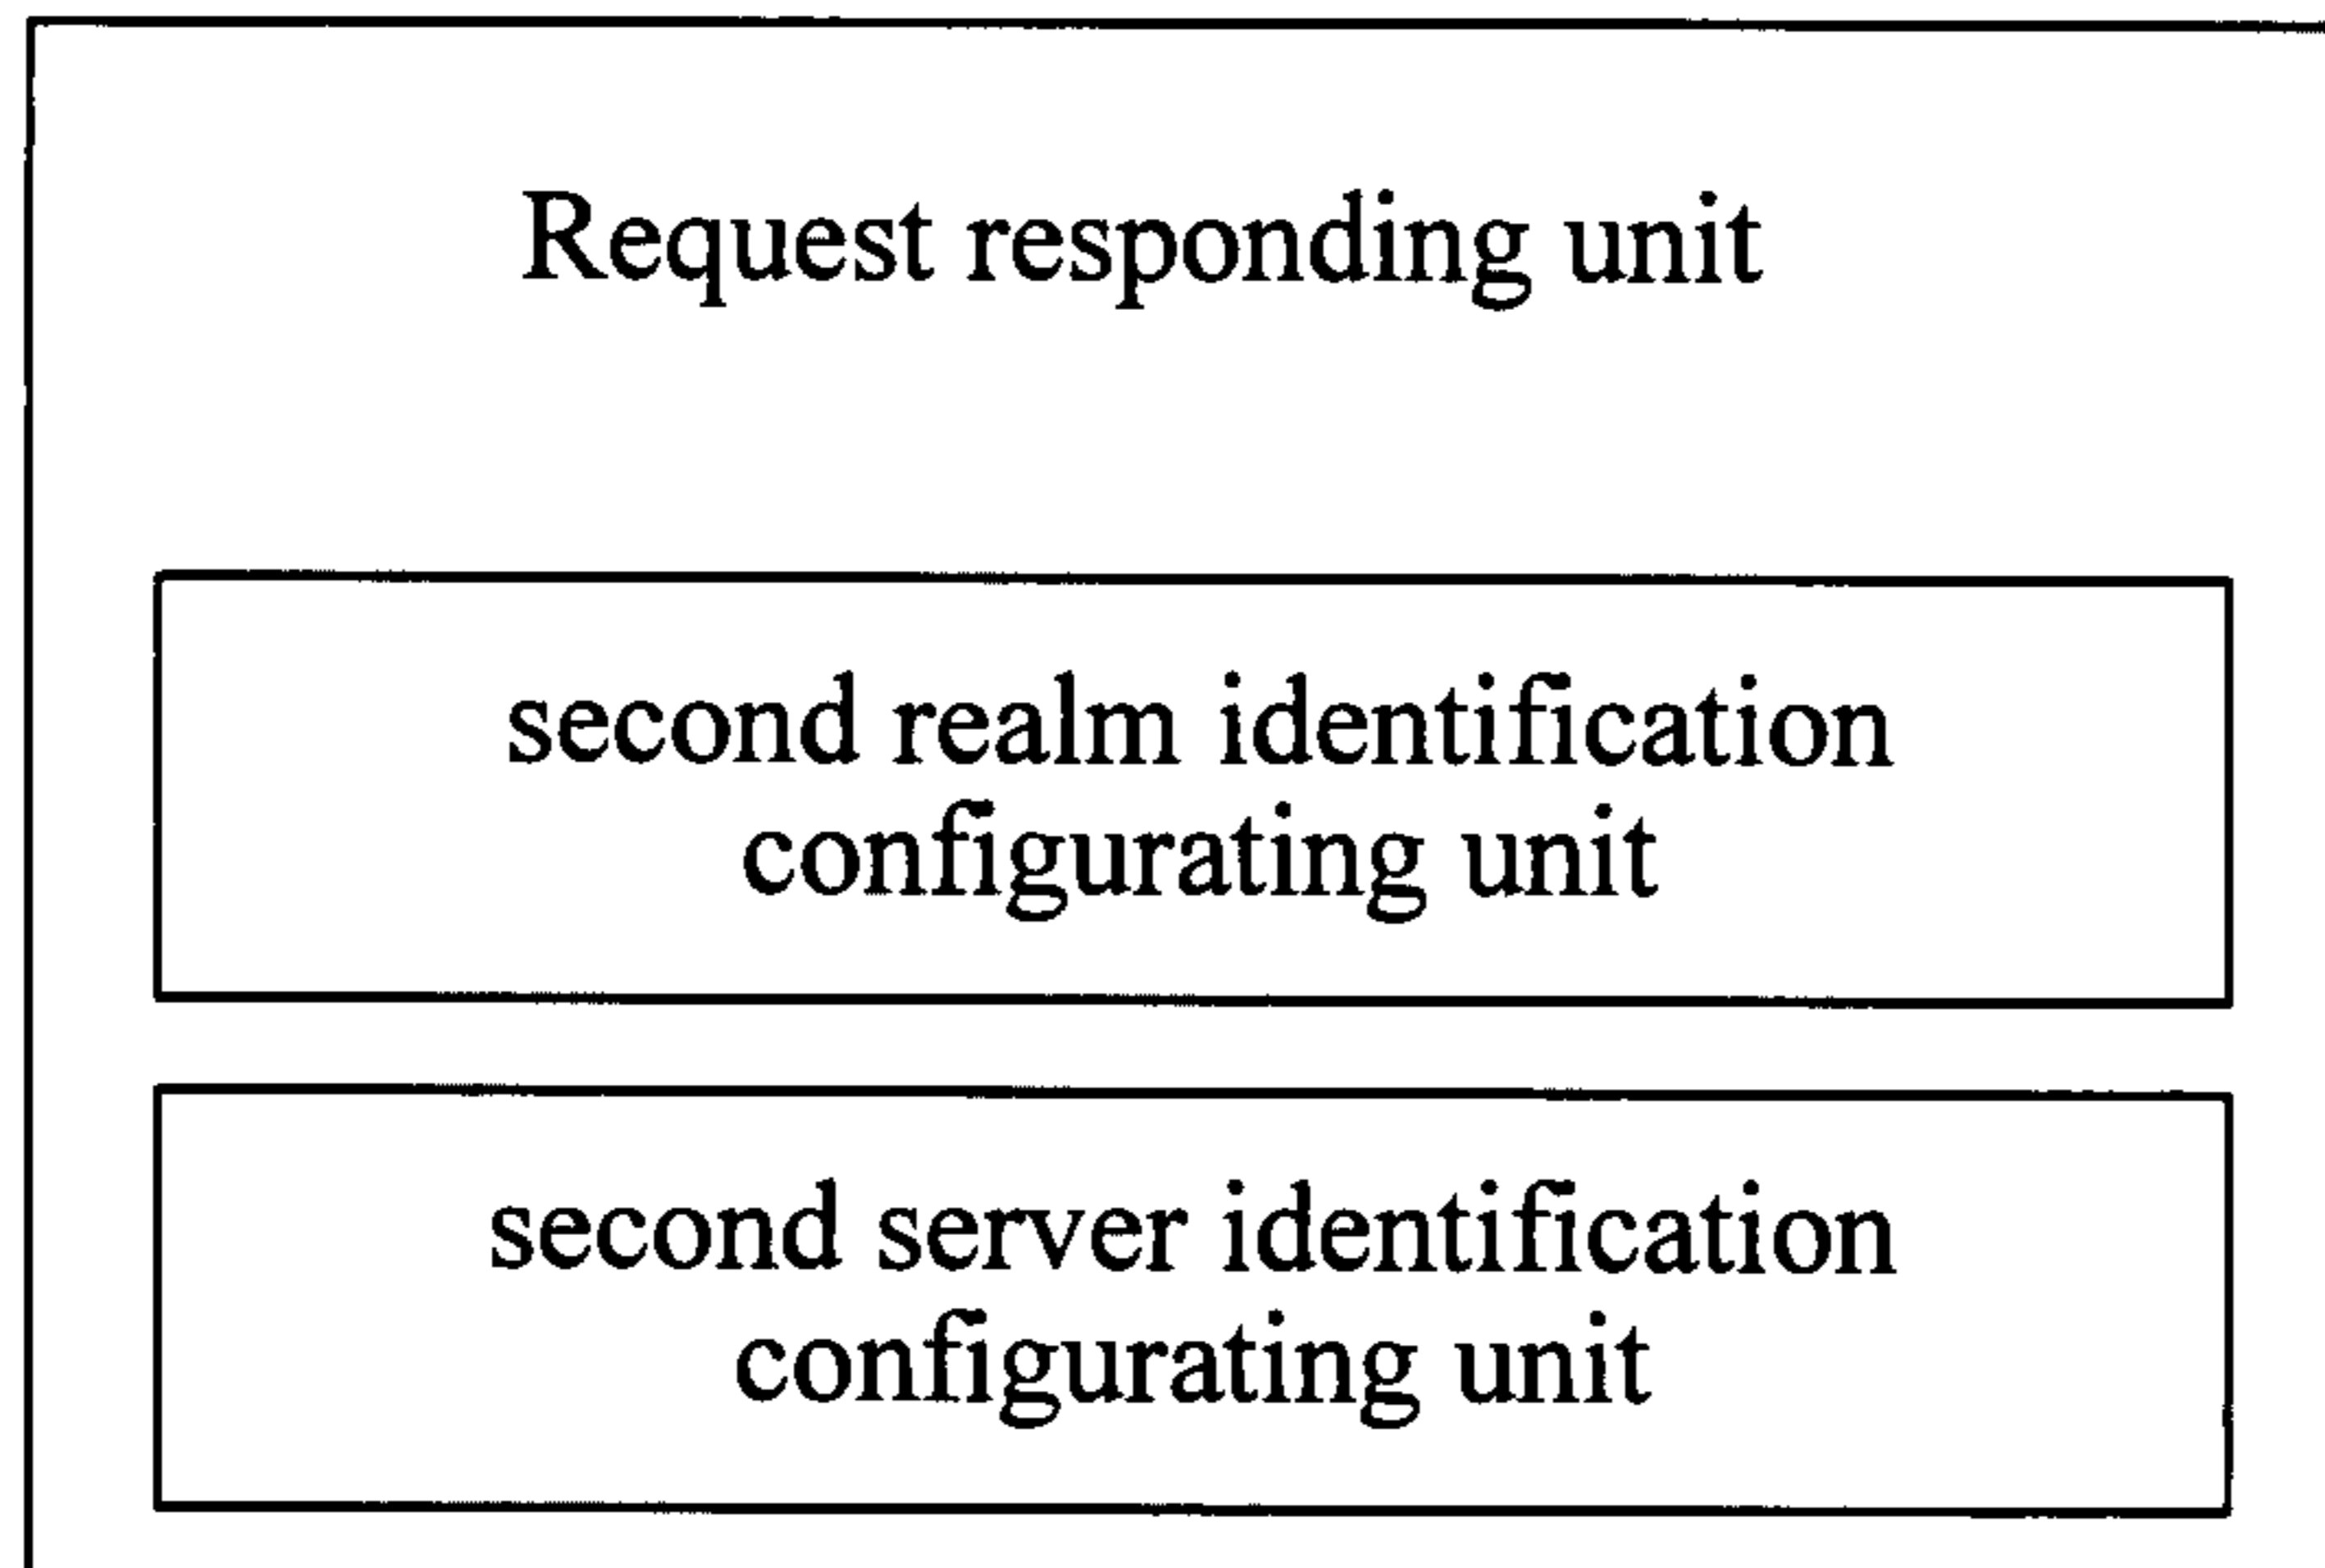 Request responding unit
second realm identification
configurating unit
second server identification
configurating unit